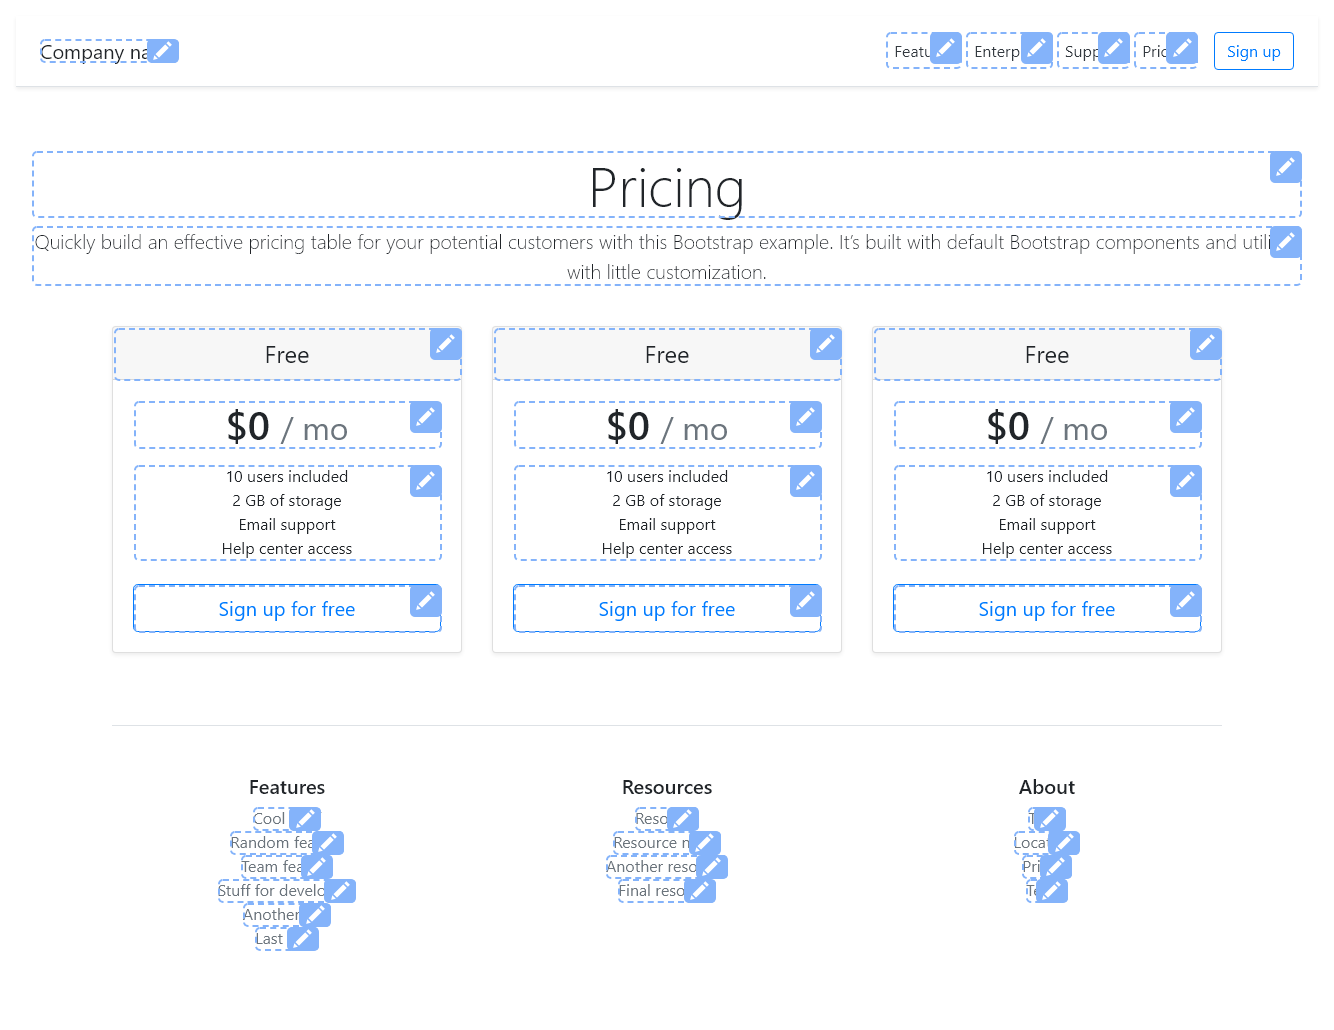 Company na
Featu Enterp Supp Pric Sign up
Pricing
Quickly build an effective pricing table for your potential customers with this Bootstrap example. It’s built with default Bootstrap components and utili
with little customization.
Free
$0 / mo
10 users included
2 GB of storage
Email support
Help center access
Sign up for free
Free
$0 / mo
10 users included
2 GB of storage
Email support
Help center access
Sign up for free
Free
$0 / mo
10 users included
2 GB of storage
Email support
Help center access
Sign up for free
Features
Cool
Random fea
Team fea
Stuff for develo
Another
Last
Resources
Reso
Resource n
Another reso
Final reso
About
T
Locat
Pri
Te